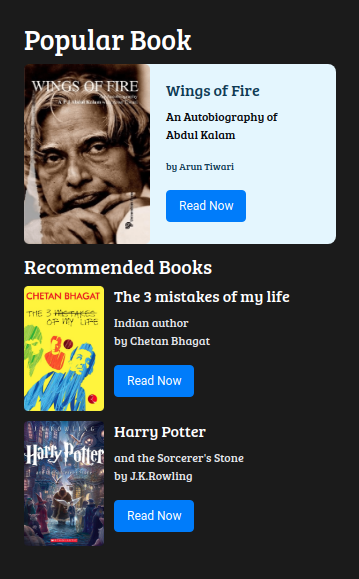 Popular Book
WINGS OF FIRE
Wings of Fire
An Autobiography of
Abdul Kalam
by Arun Tiwari
Read Now
Recommended Books
CHETAN BHAGAT
THE 3 MISTAKES
OF MY LIFE
The 3 mistakes of my life
Indian author
by Chetan Bhagat
Read Now
J.K. ROWLING
Harry Potter
Harry Potter
and the Sorcerer's Stone
by J.K.Rowling
Read Now